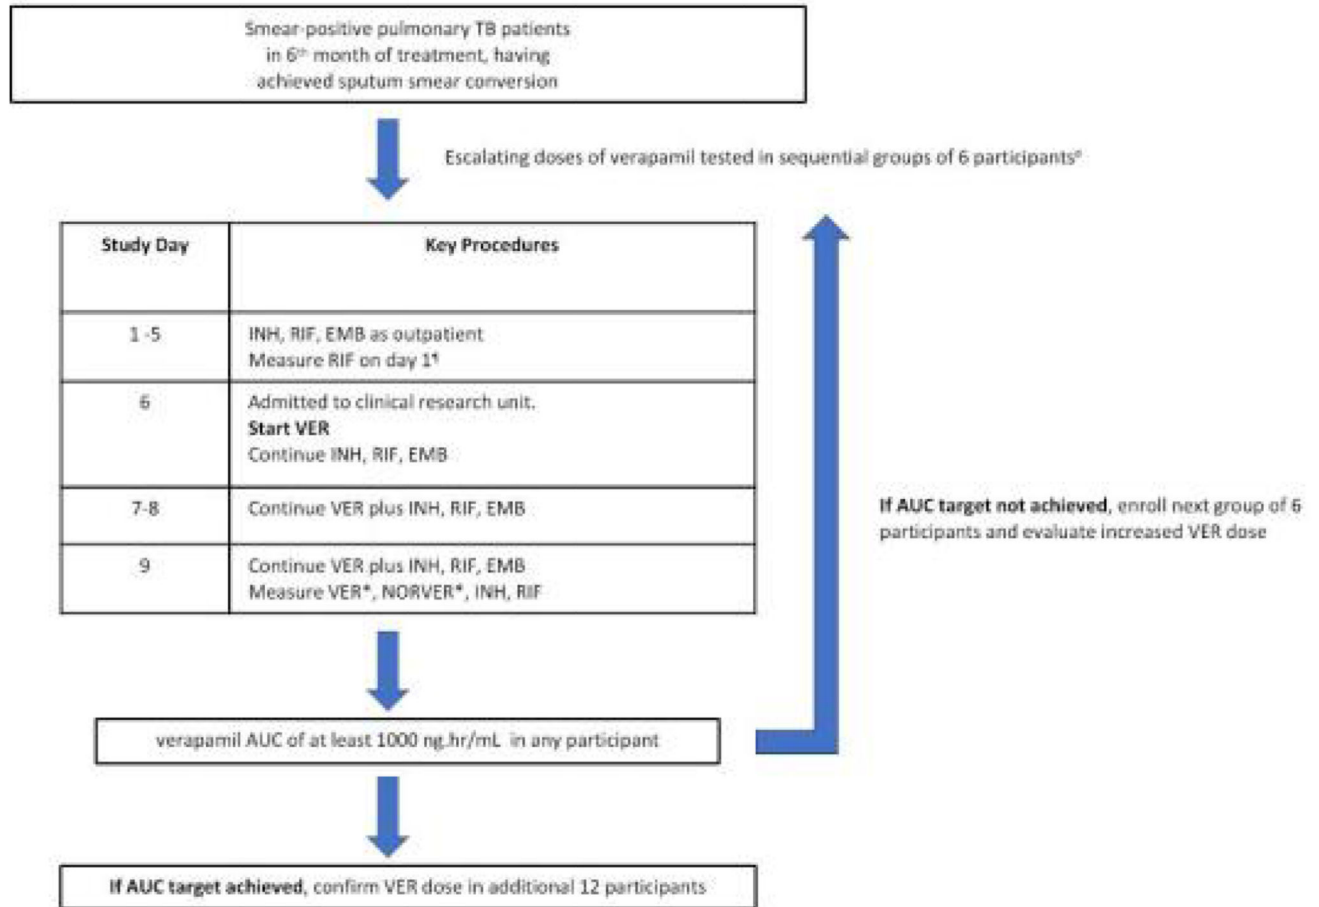 Smear-positive pulmonary TB patients
in 6th month of treatment, having
achieved sputum smear conversion
Escalating doses of verapamil tested in sequential groups of 6 participantsᵒ
Study Day Key Procedures
1 -5 INH, RIF, EMB as outpatient
Measure RIF on day 1¶
6 Admitted to clinical research unit.
Start VER
Continue INH, RIF, EMB
7-8 Continue VER plus INH, RIF, EMB
9 Continue VER plus INH, RIF, EMB
Measure VER*, NORVER*, INH, RIF
If AUC target not achieved, enroll next group of 6
participants and evaluate increased VER dose
verapamil AUC of at least 1000 ng.hr/mL in any participant
If AUC target achieved, confirm VER dose in additional 12 participants